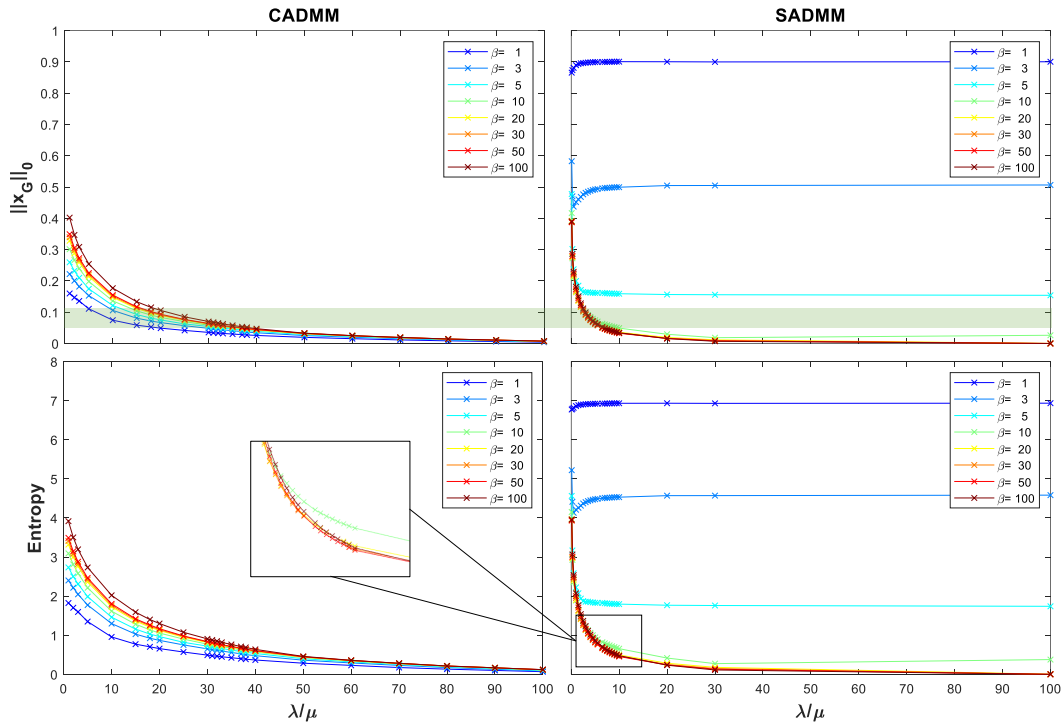 CADMM
SADMM
1
0.9
0.8
0.7
0.6
0.5
0.4
0.3
0.2
0.1
0
||x_G||_0
β= 1
β= 3
β= 5
β= 10
β= 20
β= 30
β= 50
β= 100
β= 1
β= 3
β= 5
β= 10
β= 20
β= 30
β= 50
β= 100
8
7
6
5
4
3
2
1
0
Entropy
β= 1
β= 3
β= 5
β= 10
β= 20
β= 30
β= 50
β= 100
β= 1
β= 3
β= 5
β= 10
β= 20
β= 30
β= 50
β= 100
0 10 20 30 40 50 60 70 80 90 100
0 10 20 30 40 50 60 70 80 90 100
λ/μ
λ/μ